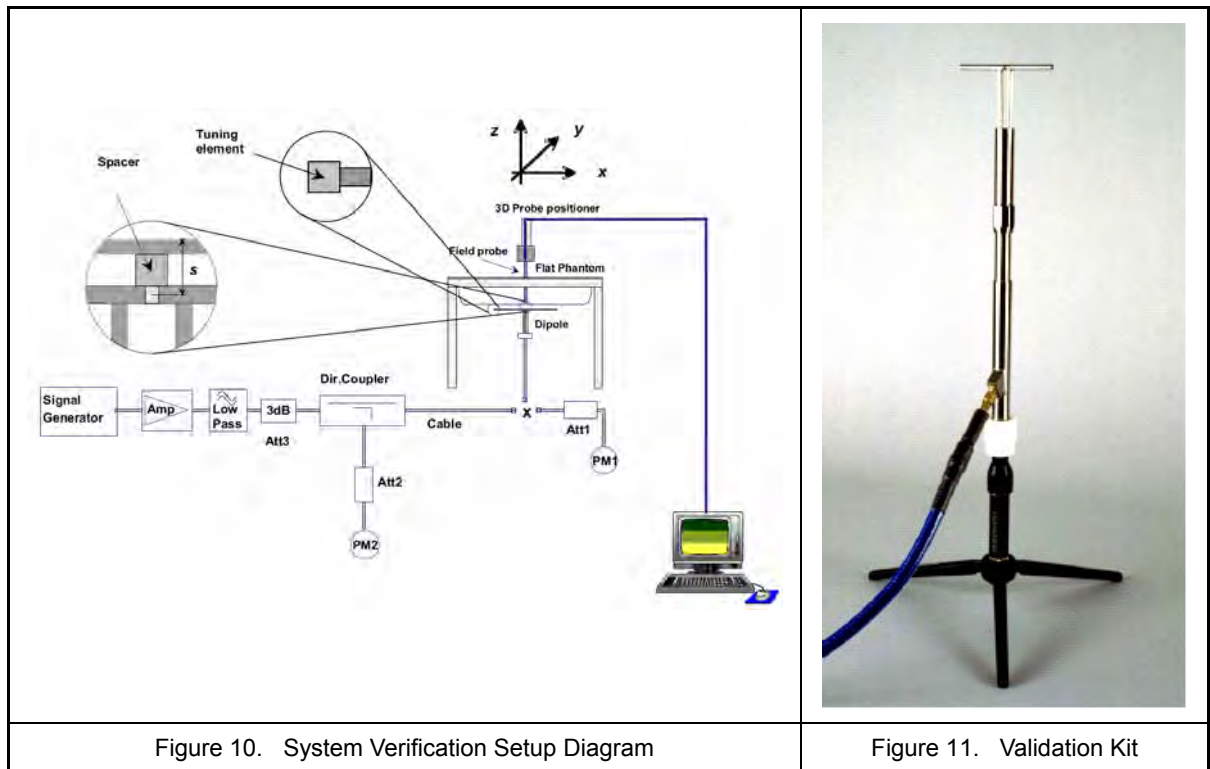 Tuning
element
Spacer
z
y
x
3D Probe positioner
Field probe
Flat Phantom
s
Dipole
Dir.Coupler
Signal
Generator
Amp
Low
Pass
3dB
Att3
Cable
x
Att1
PM1
Att2
PM2
Figure 10. System Verification Setup Diagram
Figure 11. Validation Kit